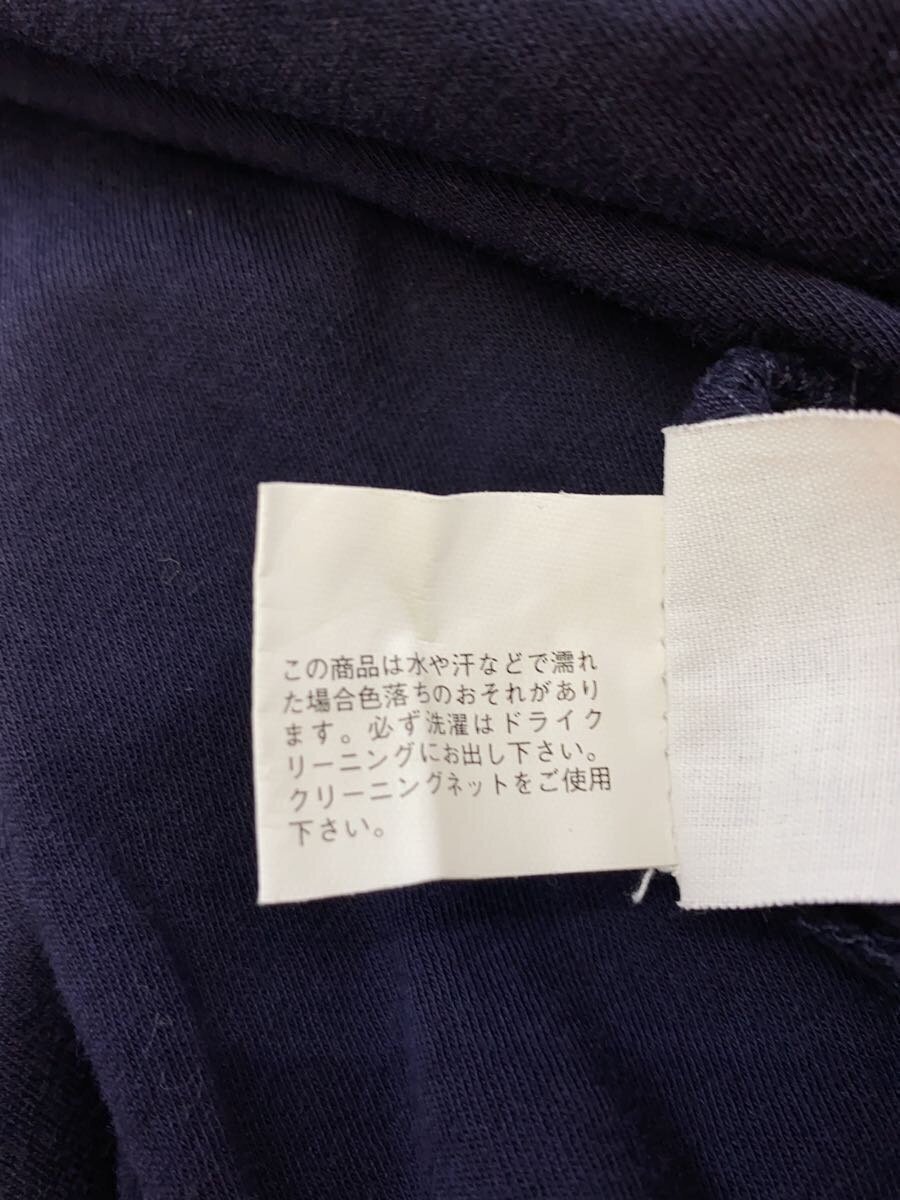 この商品は水や汗などで濡れ
た場合色落ちのおそれがあり
ます。必ず洗濯はドライク
リーニングにお出し下さい。
クリーニングネットをご使用
下さい。